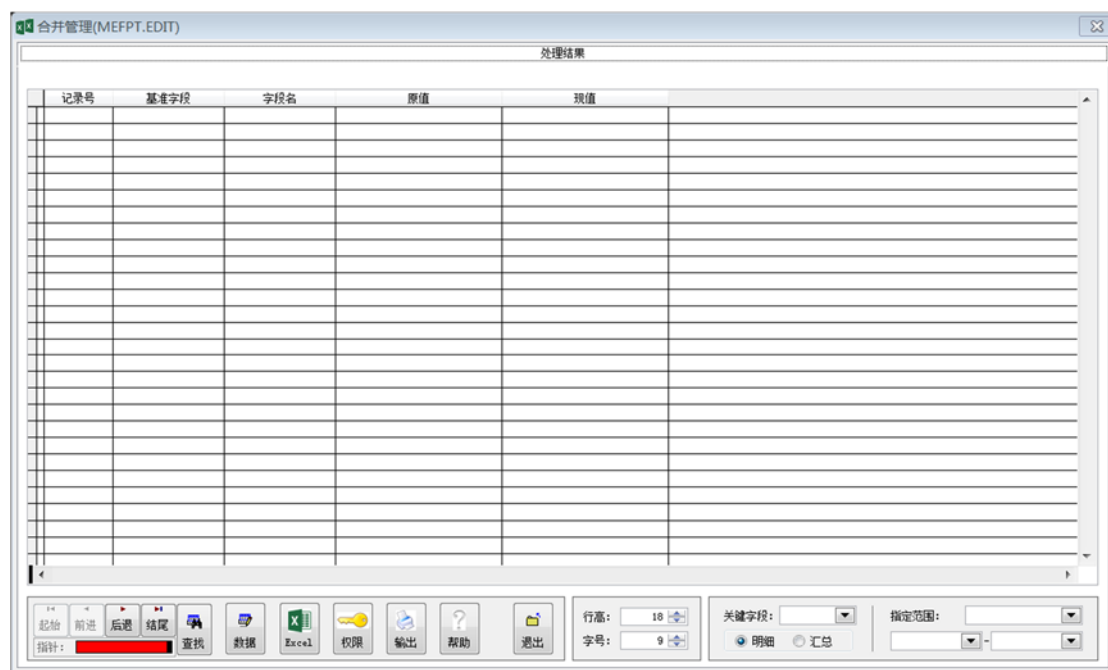 合并管理(MEFPT.EDIT)
处理结果
记录号 基准字段 字段名 原值 现值
起始 前进 后退 结尾 查找 数据 Excel 权限 输出 帮助 退出
指针:
行高: 18
字号: 9
关键字段: 指定范围:
明细 汇总 -